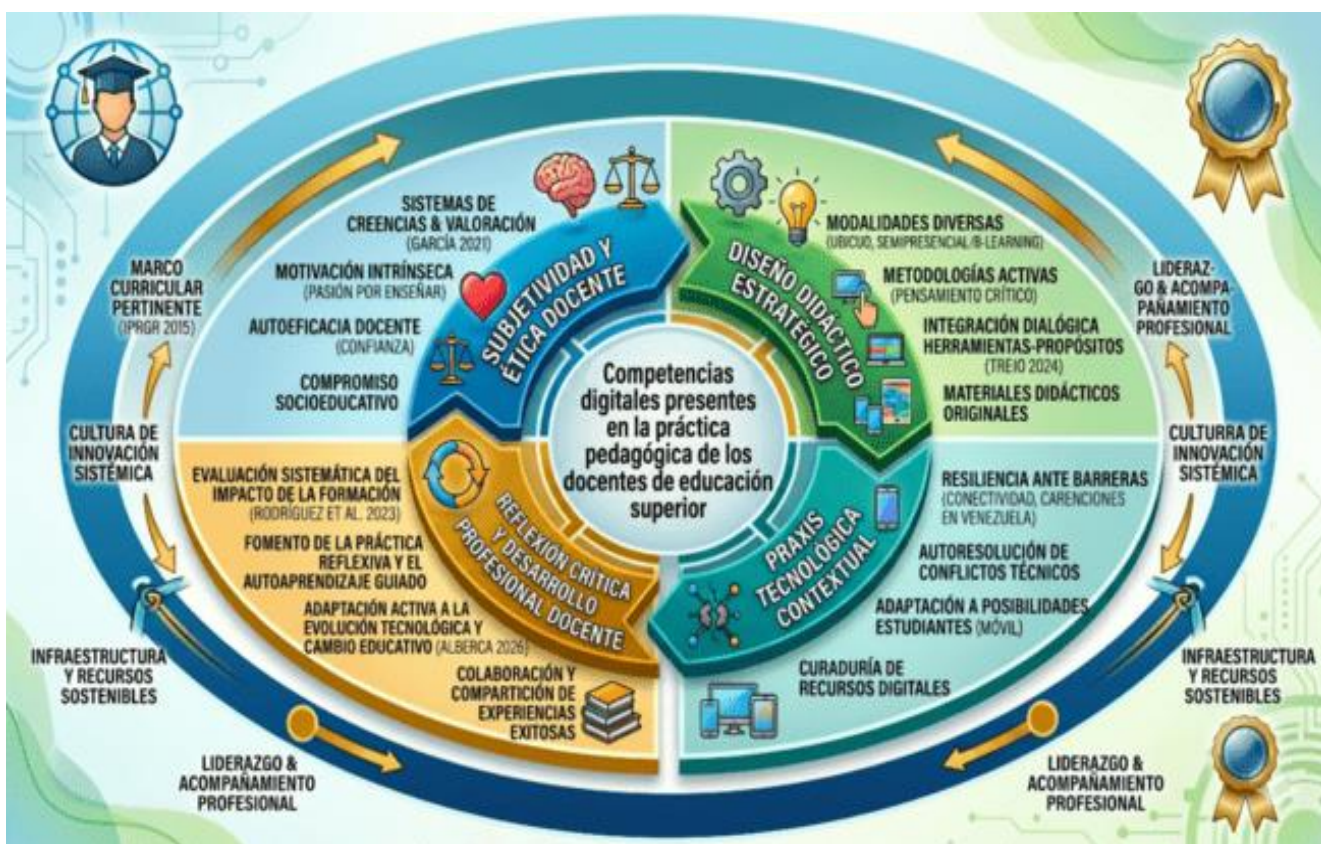 SISTEMAS DE
CREENCIAS & VALORACIÓN
(GARCÍA 2021)
MOTIVACIÓN INTRÍNSECA
(PASIÓN POR ENSEÑAR)
AUTOEFICACIA DOCENTE
(CONFIANZA)
COMPROMISO
SOCIOEDUCATIVO
SUBJETIVIDAD Y
ÉTICA DOCENTE
DISEÑO DIDÁCTICO
ESTRATÉGICO
MODALIDADES DIVERSAS
(UBICUO, SEMIPRESENCIAL/B-LEARNING)
METODOLOGÍAS ACTIVAS
(PENSAMIENTO CRÍTICO)
INTEGRACIÓN DIALÓGICA
HERRAMIENTAS-PROPÓSITOS
(TREIO 2024)
MATERIALES DIDÁCTICOS
ORIGINALES
MARCO
CURRICULAR
PERTINENTE
(IPRGR 2015)
CULTURA DE
INNOVACIÓN
SISTÉMICA
INFRAESTRUCTURA
Y RECURSOS
SOSTENIBLES
LIDERAZGO &
ACOMPAÑAMIENTO
PROFESIONAL
Competencias
digitales presentes
en la práctica
pedagógica de los
docentes de educación
superior
EVALUACIÓN SISTEMÁTICA DEL
IMPACTO DE LA FORMACIÓN
(RODRÍGUEZ ET AL. 2023)
FOMENTO DE LA PRÁCTICA
REFLEXIVA Y EL
AUTOAPRENDIZAJE GUIADO
ADAPTACIÓN ACTIVA A LA
EVOLUCIÓN TECNOLÓGICA Y
CAMBIO EDUCATIVO (ALBERCA 2026)
COLABORACIÓN Y
COMPARTICIÓN DE
EXPERIENCIAS
EXITOSAS
REFLEXIÓN CRÍTICA
Y DESARROLLO
PROFESIONAL DOCENTE
PRAXIS
TECNOLÓGICA
CONTEXTUAL
RESILIENCIA ANTE BARRERAS
(CONECTIVIDAD, CARENCIONES
EN VENEZUELA)
AUTORESOLUCIÓN DE
CONFLICTOS TÉCNICOS
ADAPTACIÓN A POSIBILIDADES
ESTUDIANTES (MÓVIL)
CURADURÍA DE
RECURSOS DIGITALES
LIDERAZ-
GO & ACOMPA-
PAÑAMIENTO
PROFESIONAL
CULTURRA DE
INNOVACIÓN
SISTÉMICA
INFRAESTRUCTURA
Y RECURSOS
SOSTENIBLES
LIDERAZGO &
ACOMPAÑAMIENTO
PROFESIONAL